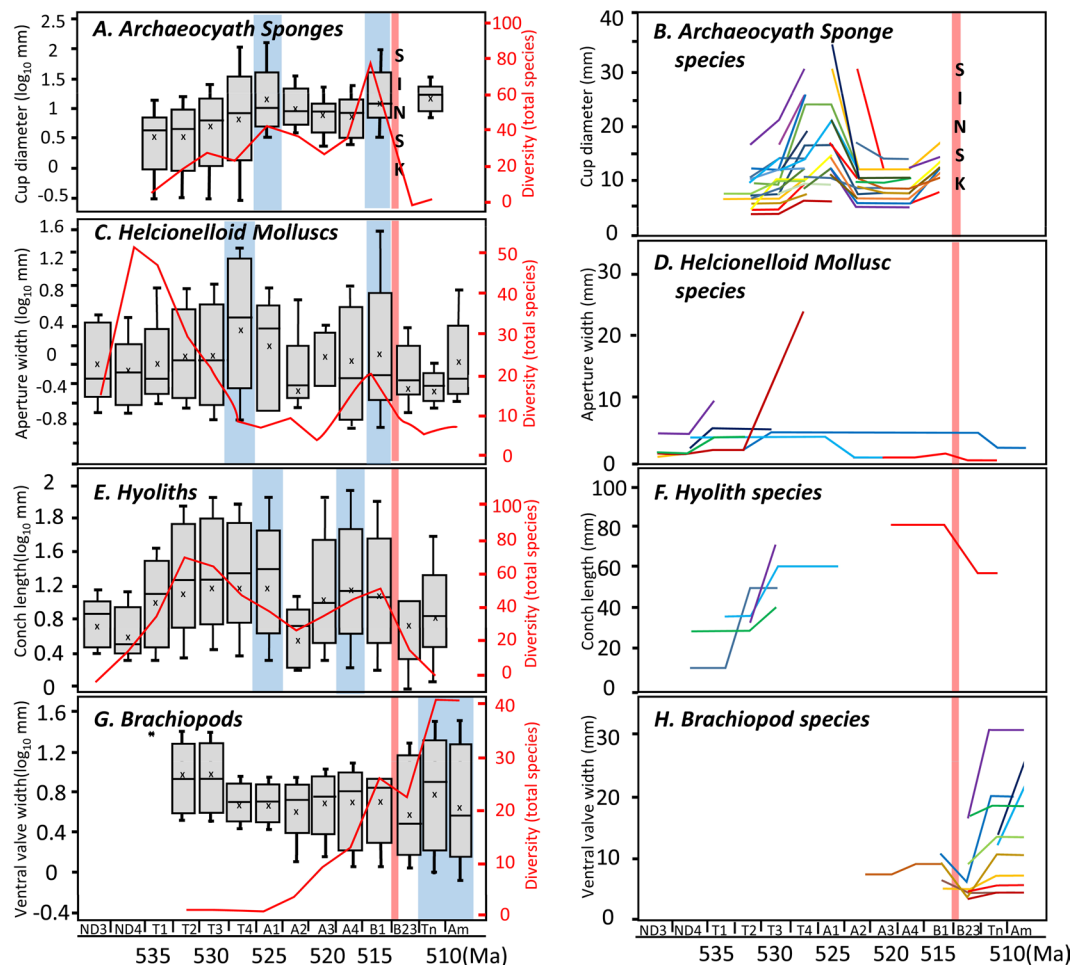 A. Archaeocyath Sponges
Cup diameter (log10 mm)
2.5
2
1.5
1.0
0.5
0
-0.5
S
I
N
S
K
100
80
60
40
20
0
Diversity (total species)
B. Archaeocyath Sponge
species
Cup diameter (mm)
40
30
20
10
0
S
I
N
S
K
C. Helcionelloid Molluscs
Aperture width (log10 mm)
1.6
1.2
0.8
0.4
0
-0.4
-0.8
50
40
30
20
10
0
Diversity (total species)
D. Helcionelloid Mollusc
species
Aperture width (mm)
30
20
10
0
E. Hyoliths
Conch length(log10 mm)
2
1.8
1.2
0.8
0.4
0
100
80
60
40
20
0
Diversity (total species)
F. Hyolith species
Conch length (mm)
100
80
60
40
20
0
G. Brachiopods
Ventral valve width(log10 mm)
1.6
1.2
0.8
0.4
0
-0.4
*
40
30
20
10
0
Diversity (total species)
H. Brachiopod species
Ventral valve width (mm)
30
20
10
0
ND3 ND4 T1 T2 T3 T4 A1 A2 A3 A4 B1 B23 Tn Am
535 530 525 520 515 510(Ma)
ND3 ND4 T1 T2 T3 T4 A1 A2 A3 A4 B1 B23 Tn Am
535 530 525 520 515 510(Ma)